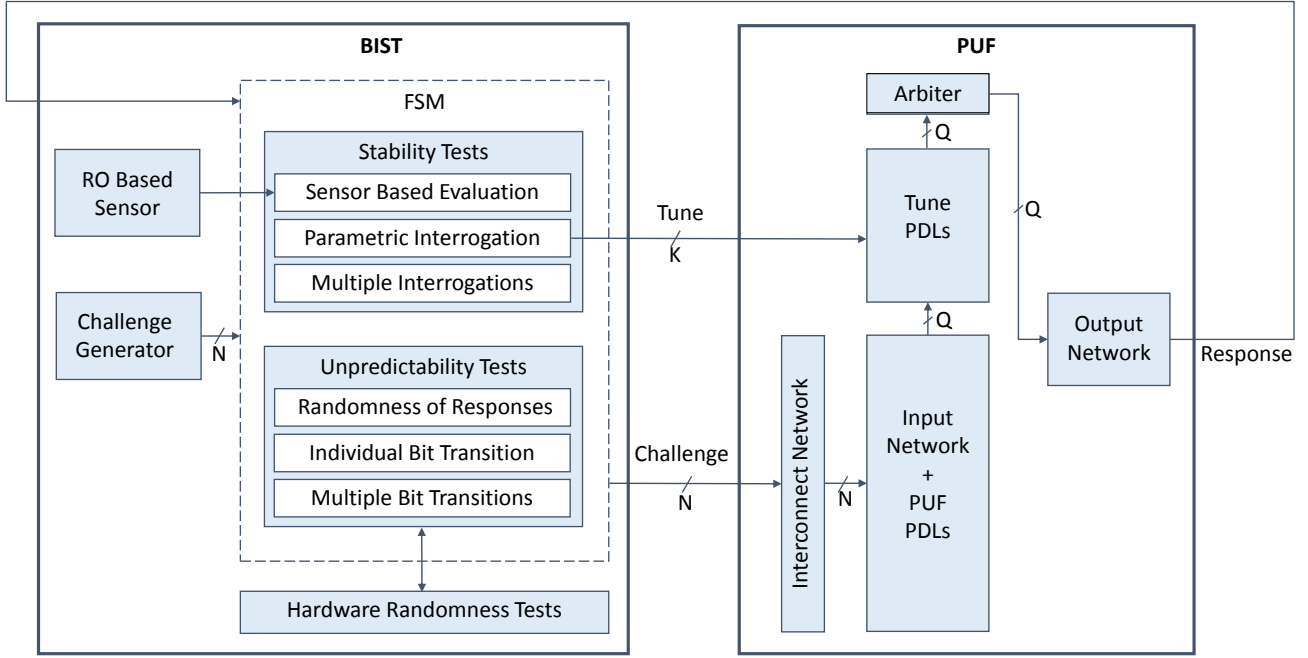 BIST
FSM
Stability Tests
Sensor Based Evaluation
Parametric Interrogation
Multiple Interrogations
RO Based
Sensor
Challenge
Generator
N
Unpredictability Tests
Randomness of Responses
Individual Bit Transition
Multiple Bit Transitions
Hardware Randomness Tests
Tune
K
Challenge
N
PUF
Arbiter
Q
Tune
PDLs
Q
Q
Interconnect Network
N
Input
Network
+
PUF
PDLs
Output
Network
Response